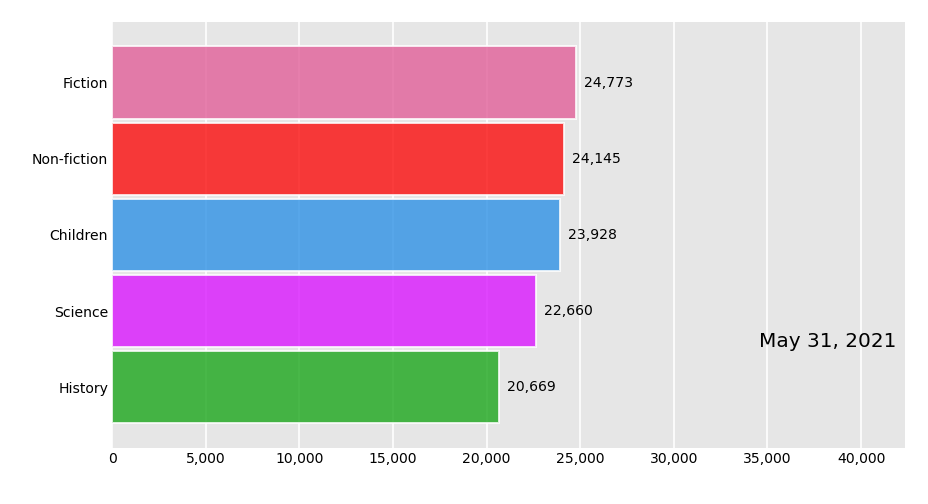 Fiction 24,773
Non-fiction 24,145
Children 23,928
Science 22,660
May 31, 2021
History 20,669
0 5,000 10,000 15,000 20,000 25,000 30,000 35,000 40,000